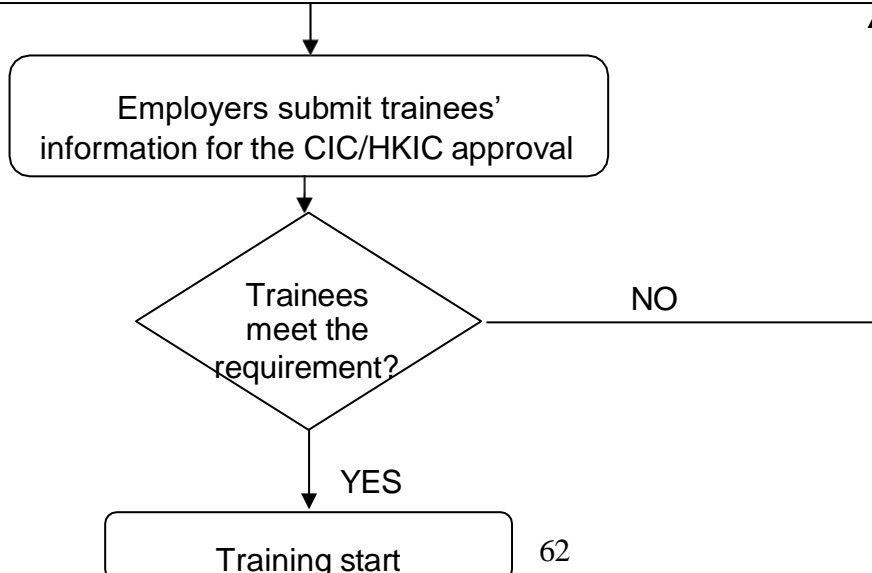 Employers submit trainees’
information for the CIC/HKIC approval
Trainees
meet the
requirement?
NO
YES
Training start
62